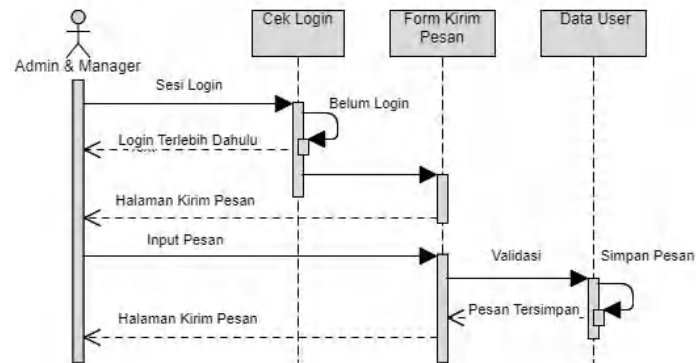 Cek Login
Form Kirim
Pesan
Data User
Admin & Manager
Sesi Login
Belum Login
Login Terlebih Dahulu
Halaman Kirim Pesan
Input Pesan
Validasi
Simpan Pesan
Pesan Tersimpan
Halaman Kirim Pesan